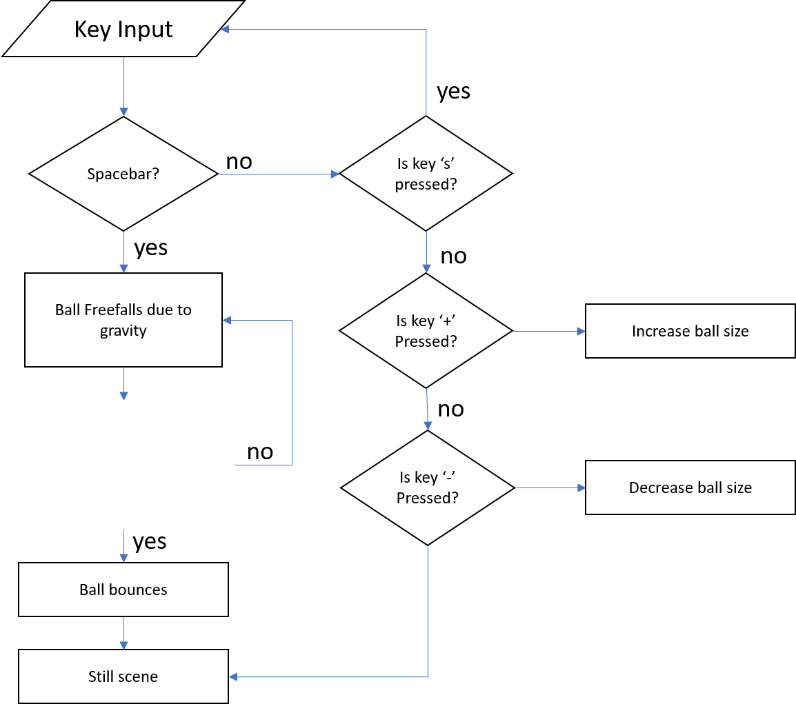 Key Input
yes
Spacebar?
no
Is key ‘s’
pressed?
yes
no
Ball Freefalls due to
gravity
Is key ‘+’
Pressed?
Increase ball size
no
no
Is key ‘-’
Pressed?
Decrease ball size
yes
Ball bounces
Still scene